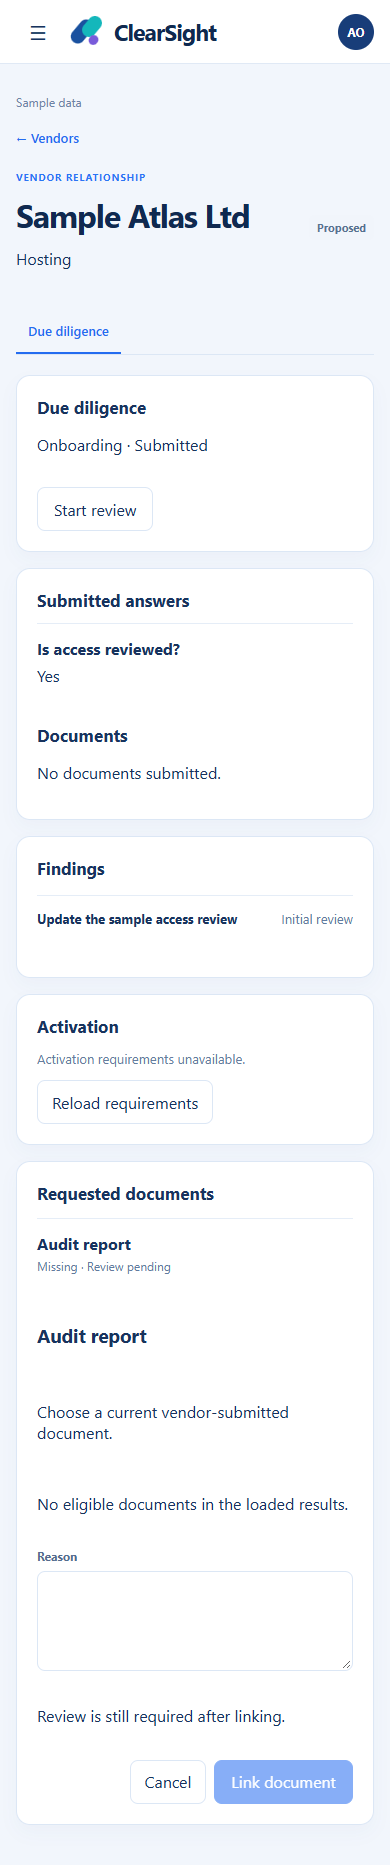 ☰ ClearSight AO
Sample data
← Vendors
VENDOR RELATIONSHIP
Sample Atlas Ltd
Proposed
Hosting
Due diligence
Due diligence
Onboarding · Submitted
Start review
Submitted answers
Is access reviewed?
Yes
Documents
No documents submitted.
Findings
Update the sample access review Initial review
Activation
Activation requirements unavailable.
Reload requirements
Requested documents
Audit report
Missing · Review pending
Audit report
Choose a current vendor-submitted
document.
No eligible documents in the loaded results.
Reason
Review is still required after linking.
Cancel Link document